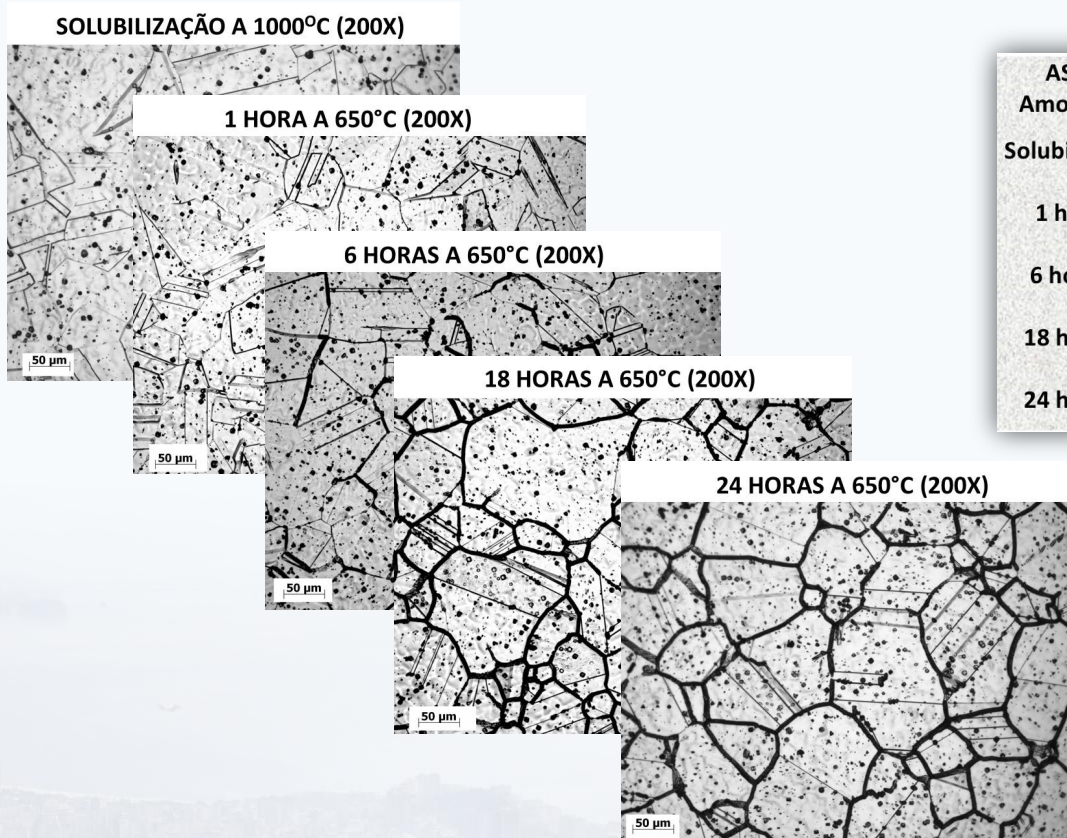 SOLUBILIZAÇÃO A 1000ºC (200X)
1 HORA A 650°C (200X)
6 HORAS A 650°C (200X)
18 HORAS A 650°C (200X)
24 HORAS A 650°C (200X)
50 µm
50 µm
50 µm
50 µm
50 µm
AS
Amo
Solubi
1 h
6 ho
18 h
24 h